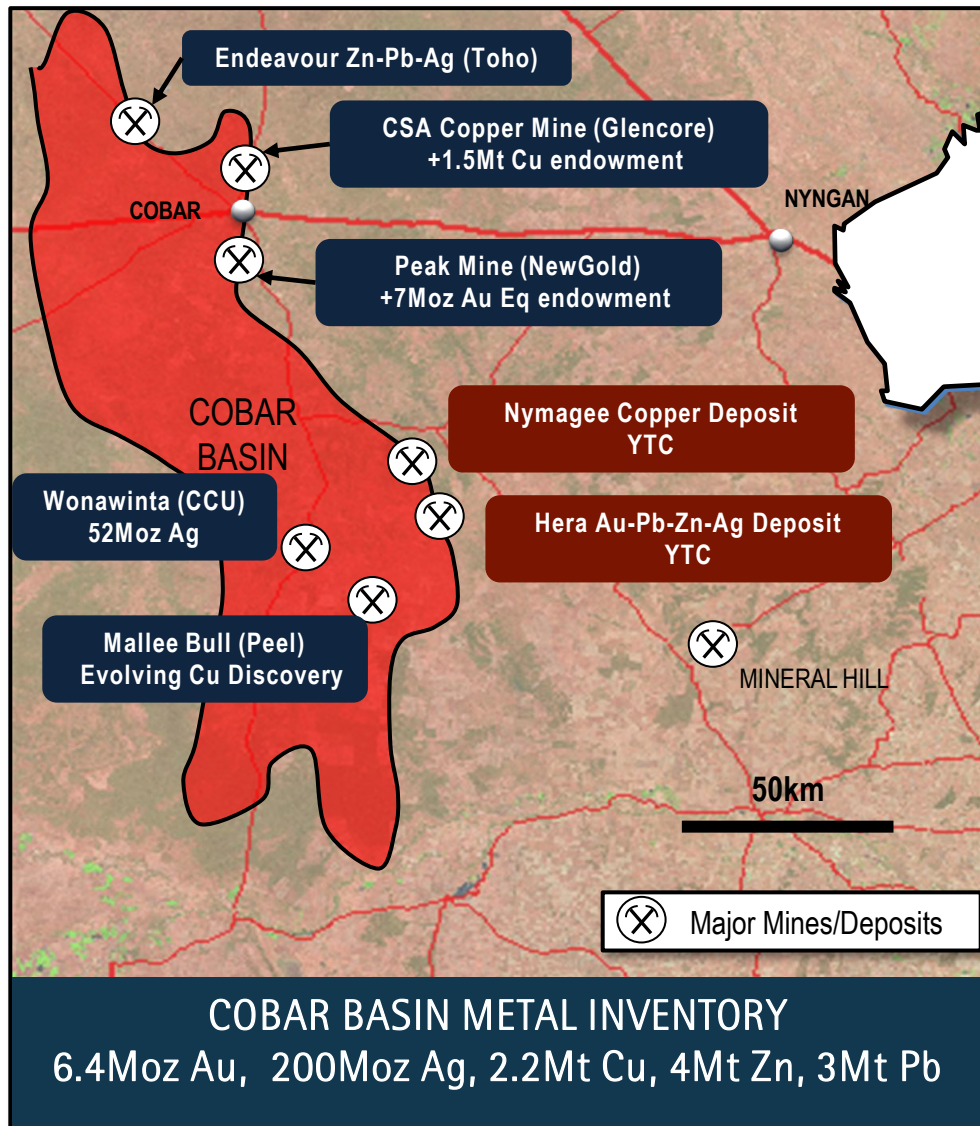 Endeavour Zn-Pb-Ag (Toho)
CSA Copper Mine (Glencore)
+1.5Mt Cu endowment
NYNGAN
COBAR
Peak Mine (NewGold)
+7Moz Au Eq endowment
COBAR
BASIN
Nymagee Copper Deposit
YTC
Wonawinta (CCU)
52Moz Ag
Hera Au-Pb-Zn-Ag Deposit
YTC
Mallee Bull (Peel)
Evolving Cu Discovery
MINERAL HILL
50km
Major Mines/Deposits
COBAR BASIN METAL INVENTORY
6.4Moz Au, 200Moz Ag, 2.2Mt Cu, 4Mt Zn, 3Mt Pb